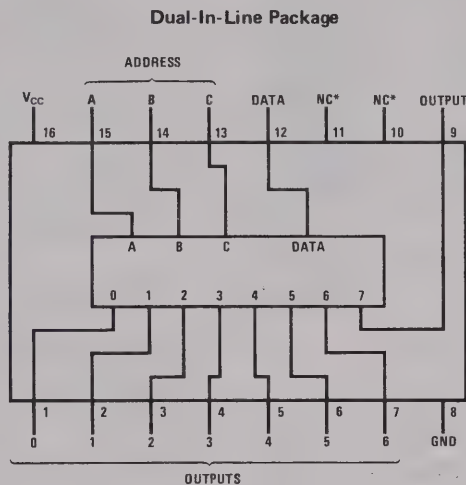 Dual-In-Line Package
ADDRESS
VCC A B C DATA NC* NC* OUTPUT
16 15 14 13 12 11 10 9
A B C DATA
0 1 2 3 4 5 6 7
1 2 3 4 5 6 7 8
0 1 2 3 4 5 6 GND
OUTPUTS